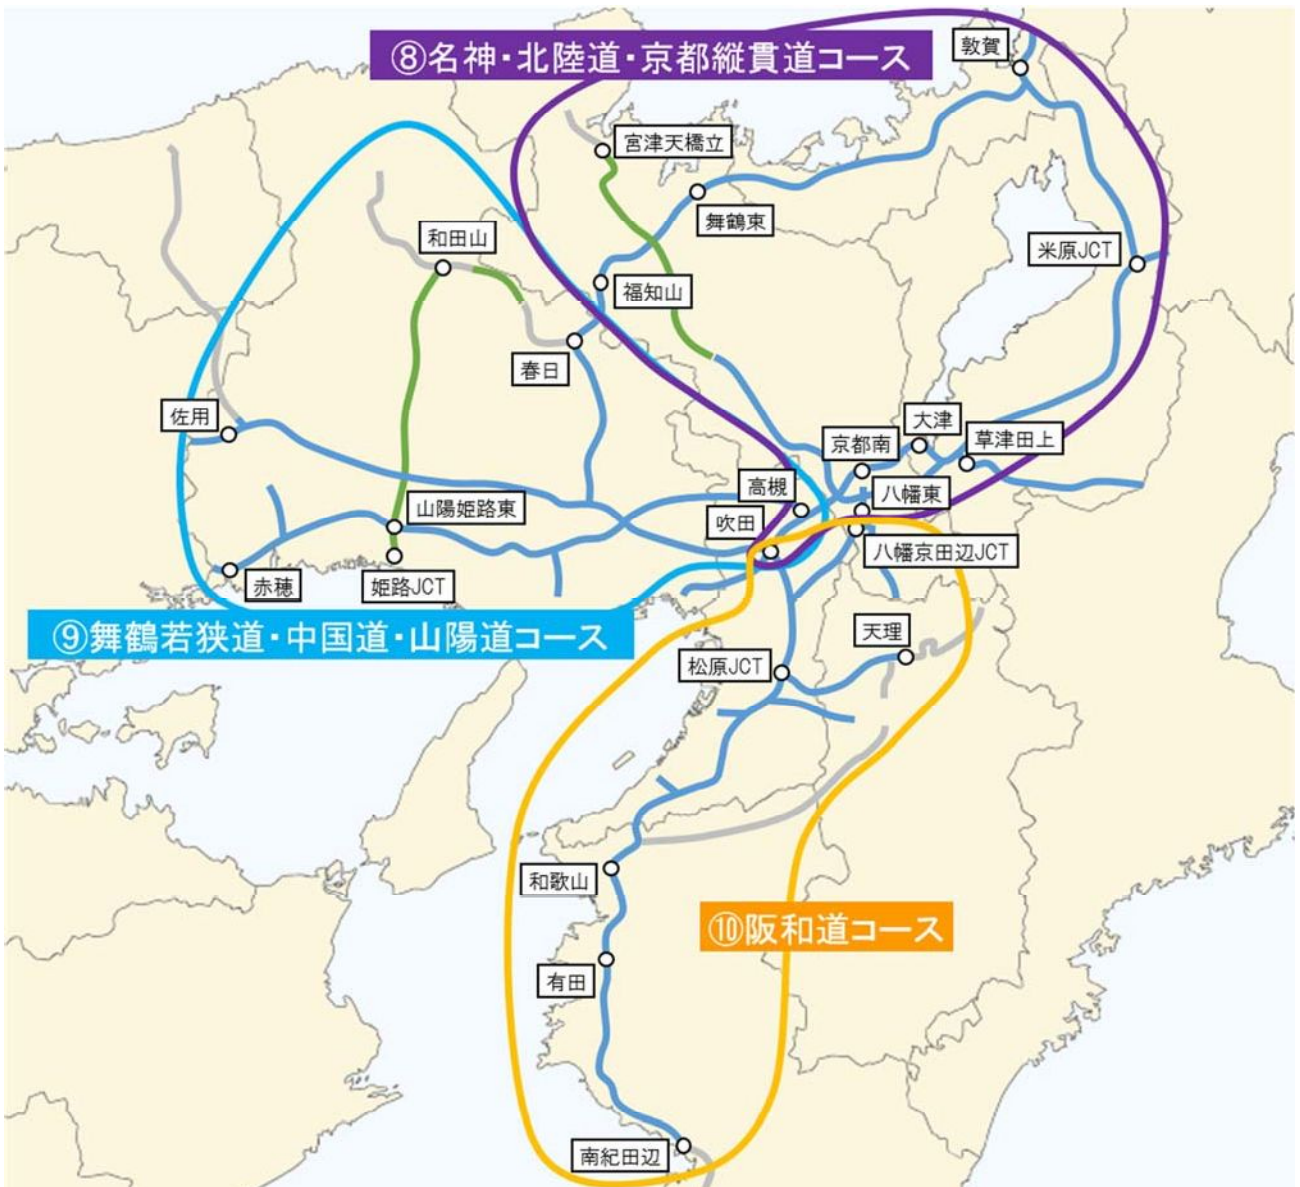 ⑧名神・北陸道・京都縦貫道コース
敦賀
宮津天橋立
舞鶴東
和田山
米原JCT
福知山
春日
佐用
大津
京都南
草津田上
高槻
八幡東
山陽姫路東
吹田
八幡京田辺JCT
赤穂
姫路JCT
⑨舞鶴若狭道・中国道・山陽道コース
天理
松原JCT
和歌山
⑩阪和道コース
有田
南紀田辺